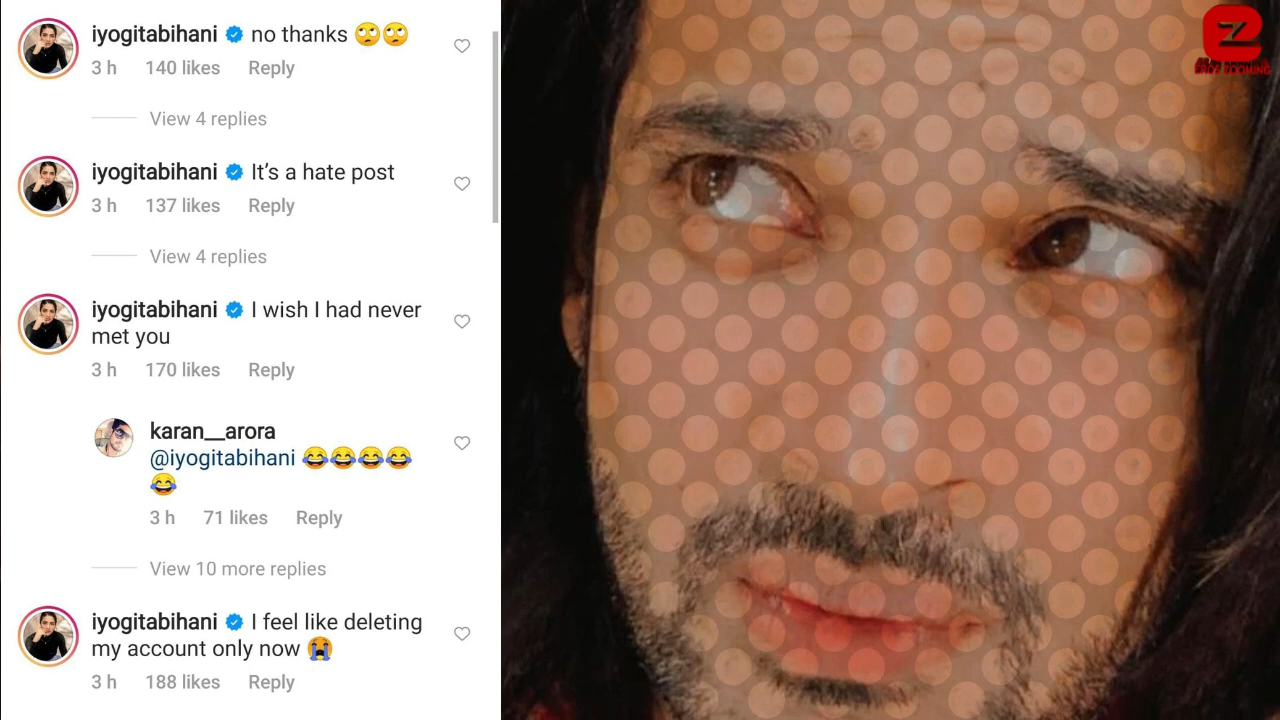 iyogitabihani no thanks 🙄🙄
3 h 140 likes Reply
View 4 replies
iyogitabihani It's a hate post
3 h 137 likes Reply
View 4 replies
iyogitabihani I wish I had never
met you
3 h 170 likes Reply
karan__arora
@iyogitabihani 😂😂😂😂
😂
3 h 71 likes Reply
View 10 more replies
iyogitabihani I feel like deleting
my account only now 😭
3 h 188 likes Reply
Z